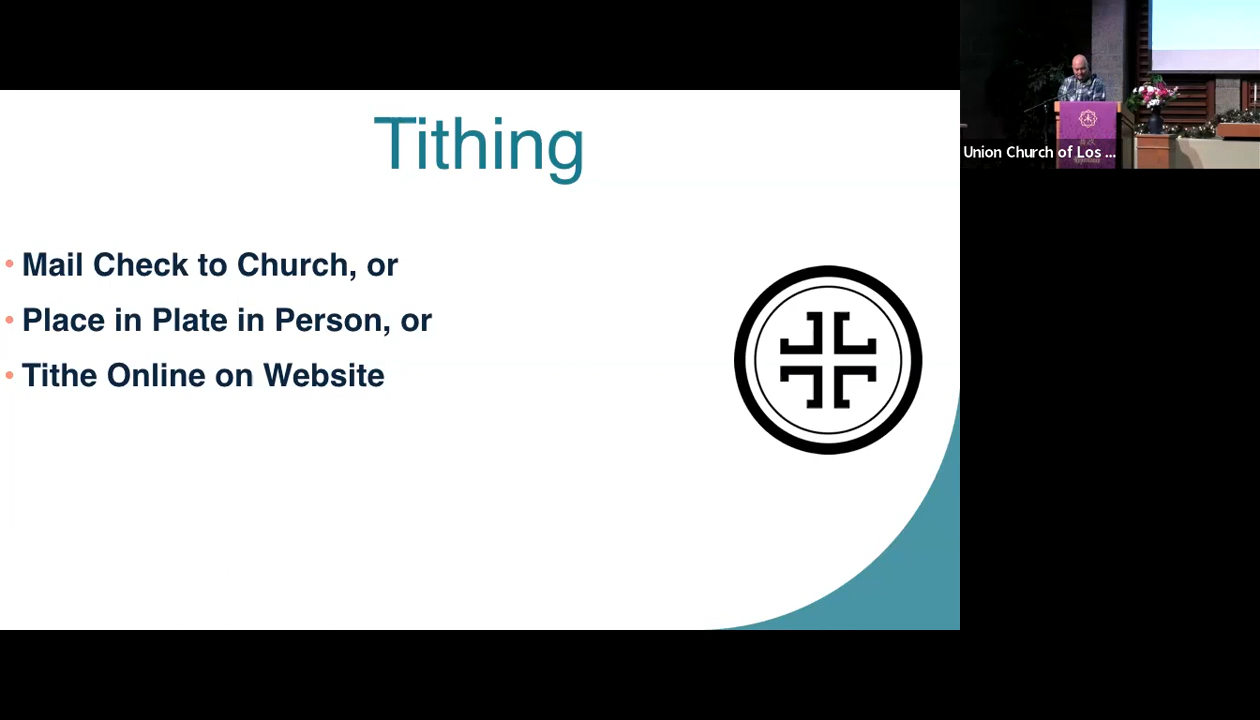 Tithing
Mail Check to Church, or
Place in Plate in Person, or
Tithe Online on Website
Union Church of Los ...